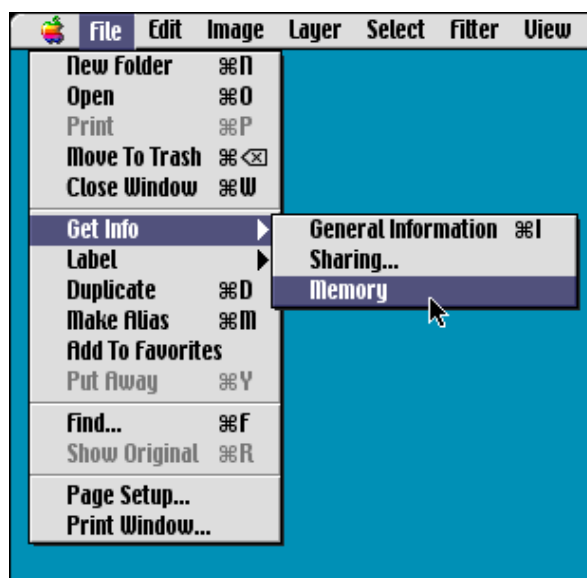 File Edit Image Layer Select Fitter View
New Folder ⌘N
Open ⌘O
Print ⌘P
Move To Trash ⌘⌫
Close Window ⌘W
Get Info
General Information ⌘I
Label
Sharing...
Duplicate ⌘D
Memory
Make Alias ⌘M
Add To Favorites
Put Away ⌘Y
Find... ⌘F
Show Original ⌘R
Page Setup...
Print Window...